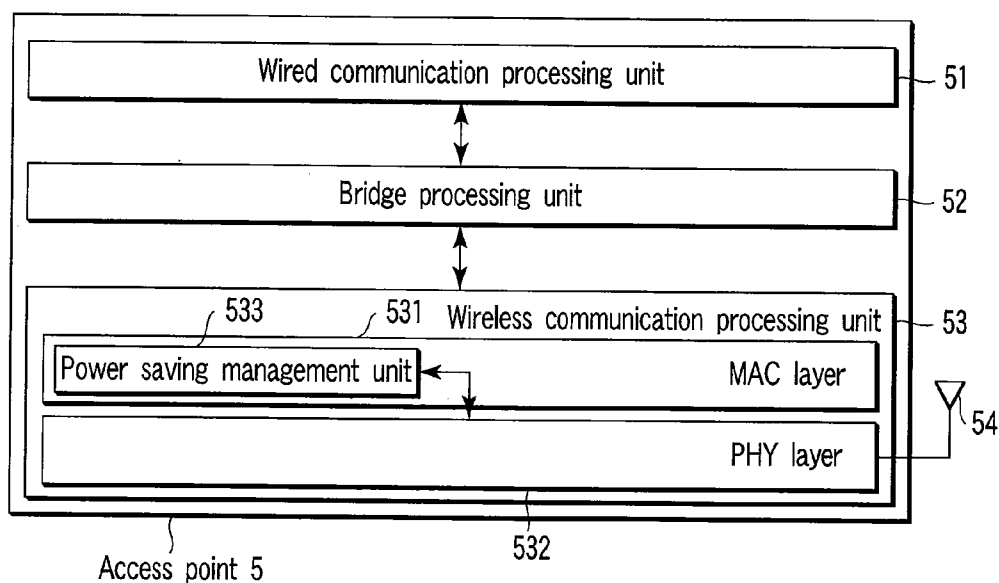 Wired communication processing unit
51
Bridge processing unit
52
533
531
Wireless communication processing unit
53
Power saving management unit
MAC layer
54
PHY layer
532
Access point 5